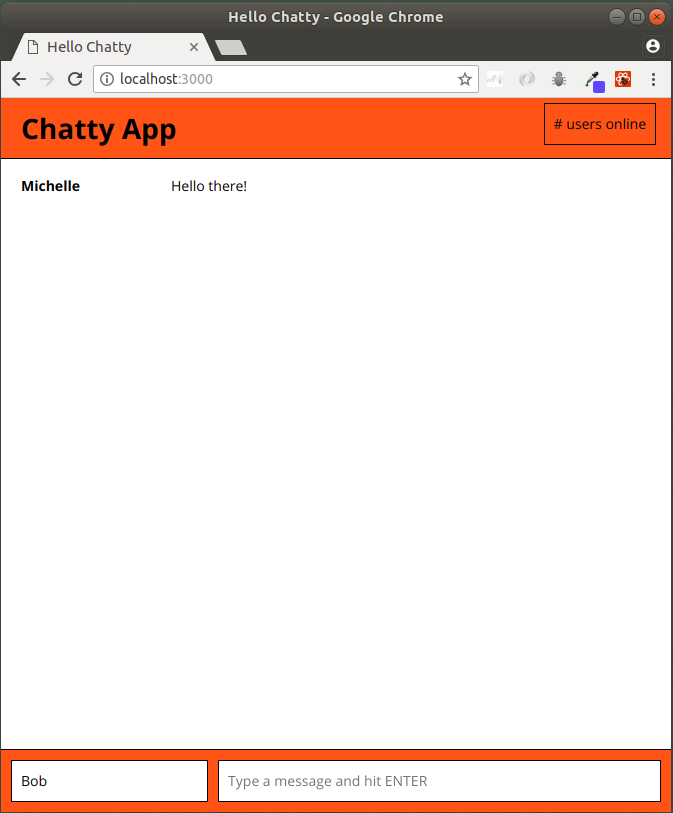 Hello Chatty - Google Chrome
Hello Chatty
localhost:3000
Chatty App
# users online
Michelle Hello there!
Bob Type a message and hit ENTER